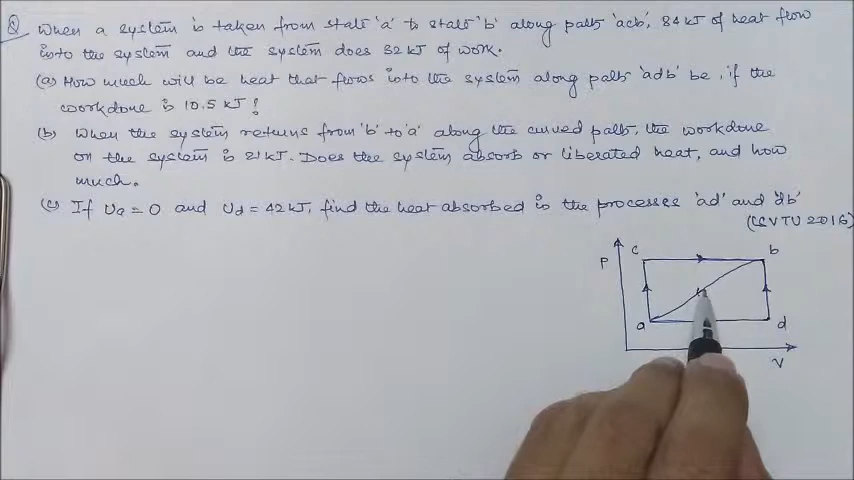 Q When a system is taken from state 'a' to state 'b' along path 'acb', 84 kJ of heat flow
into the system and the system does 32 kJ of work.
(a) How much will be heat that flows into the system along path 'adb' be, if the
workdone is 10.5 kJ?
(b) When the system returns from 'b' to 'a' along the curved path, the workdone
on the system is 21 kJ. Does the system absorb or liberated heat, and how
much.
(c) If Ua = 0 and Ud = 42 kJ, find the heat absorbed in the processes 'ad' and 'db'
(CSVTU 2016)
P
c
b
a
d
V